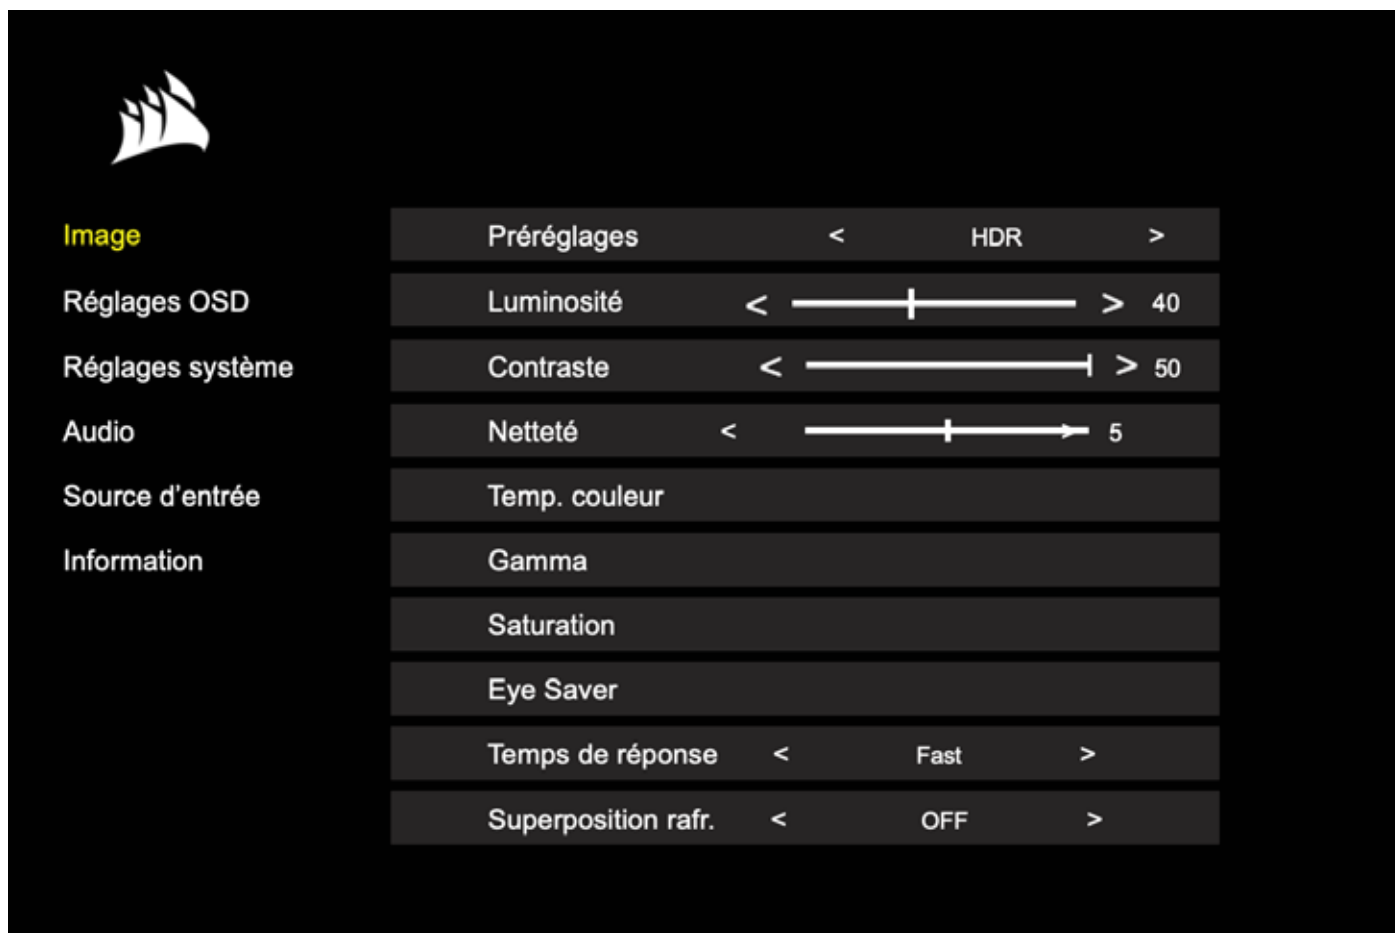 Image
Préréglages < HDR >
Réglages OSD
Luminosité < > 40
Réglages système
Contraste < > 50
Audio
Netteté < > 5
Source d’entrée
Temp. couleur
Information
Gamma
Saturation
Eye Saver
Temps de réponse < Fast >
Superposition rafr. < OFF >